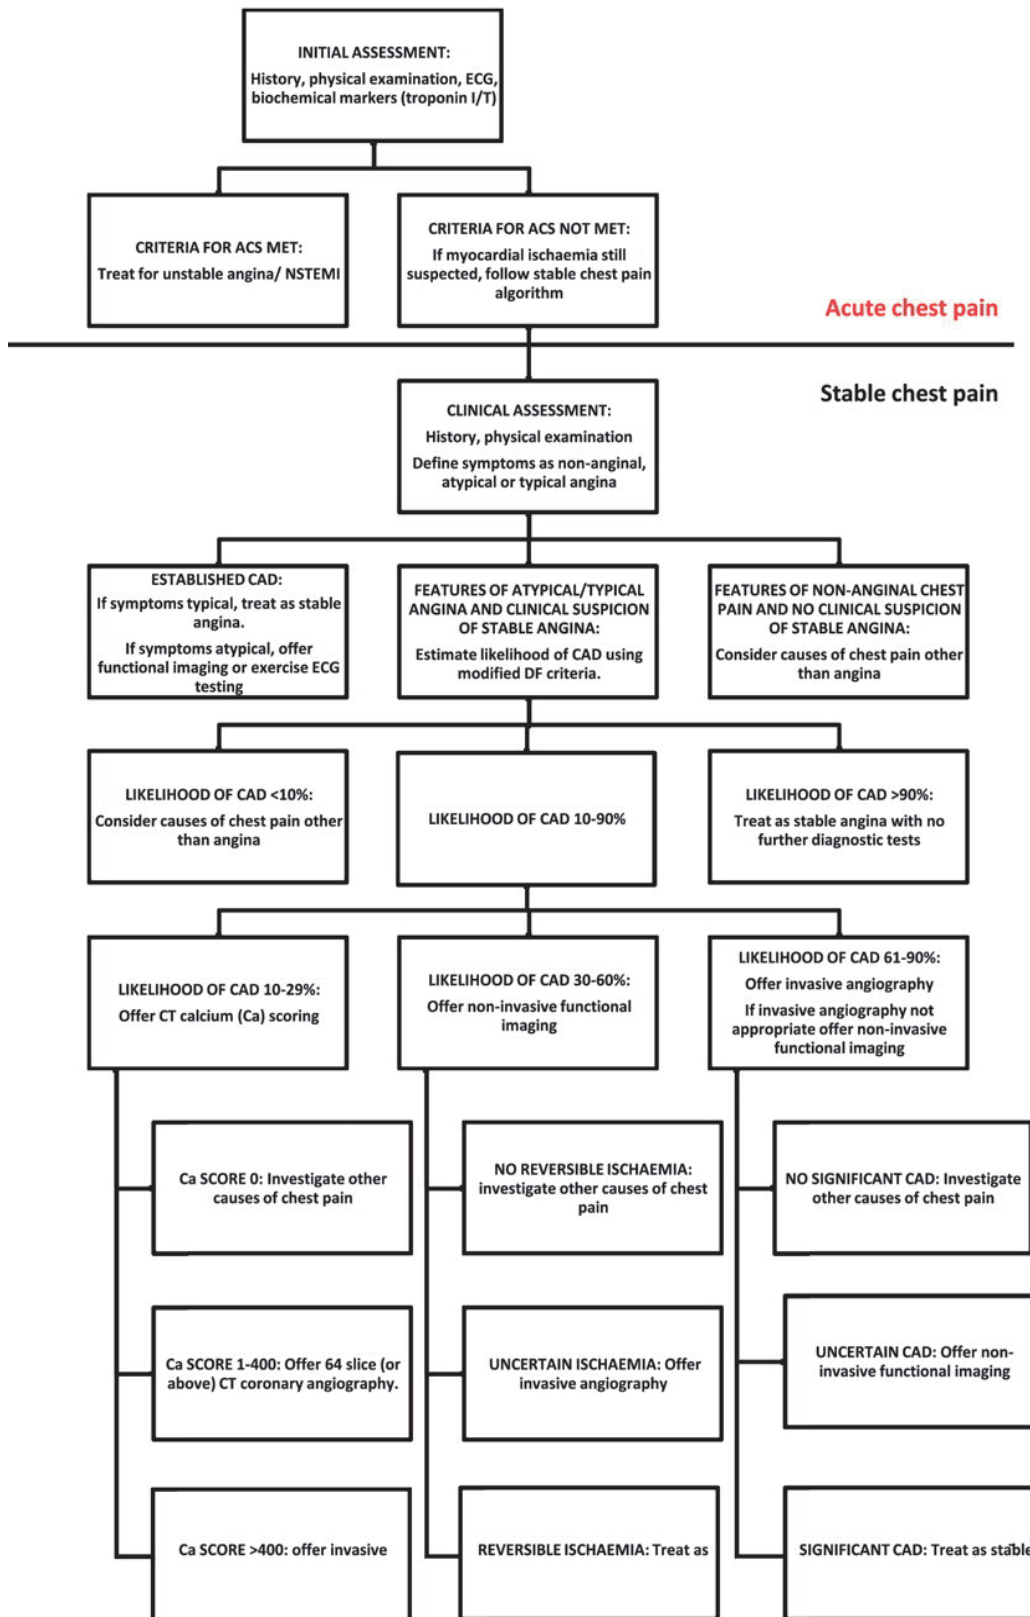 INITIAL ASSESSMENT:
History, physical examination, ECG,
biochemical markers (troponin I/T)
CRITERIA FOR ACS MET:
Treat for unstable angina/ NSTEMI
CRITERIA FOR ACS NOT MET:
If myocardial ischaemia still
suspected, follow stable chest pain
algorithm
Acute chest pain
Stable chest pain
CLINICAL ASSESSMENT:
History, physical examination
Define symptoms as non-anginal,
atypical or typical angina
ESTABLISHED CAD:
If symptoms typical, treat as stable
angina.
If symptoms atypical, offer
functional imaging or exercise ECG
testing
FEATURES OF ATYPICAL/TYPICAL
ANGINA AND CLINICAL SUSPICION
OF STABLE ANGINA:
Estimate likelihood of CAD using
modified DF criteria.
FEATURES OF NON-ANGINAL CHEST
PAIN AND NO CLINICAL SUSPICION
OF STABLE ANGINA:
Consider causes of chest pain other
than angina
LIKELIHOOD OF CAD <10%:
Consider causes of chest pain other
than angina
LIKELIHOOD OF CAD 10-90%
LIKELIHOOD OF CAD >90%:
Treat as stable angina with no
further diagnostic tests
LIKELIHOOD OF CAD 10-29%:
Offer CT calcium (Ca) scoring
LIKELIHOOD OF CAD 30-60%:
Offer non-invasive functional
imaging
LIKELIHOOD OF CAD 61-90%:
Offer invasive angiography
If invasive angiography not
appropriate offer non-invasive
functional imaging
Ca SCORE 0: Investigate other
causes of chest pain
NO REVERSIBLE ISCHAEMIA:
investigate other causes of chest
pain
NO SIGNIFICANT CAD: Investigate
other causes of chest pain
Ca SCORE 1-400: Offer 64 slice (or
above) CT coronary angiography.
UNCERTAIN ISCHAEMIA: Offer
invasive angiography
UNCERTAIN CAD: Offer non-
invasive functional imaging
Ca SCORE >400: offer invasive
REVERSIBLE ISCHAEMIA: Treat as
SIGNIFICANT CAD: Treat as stable